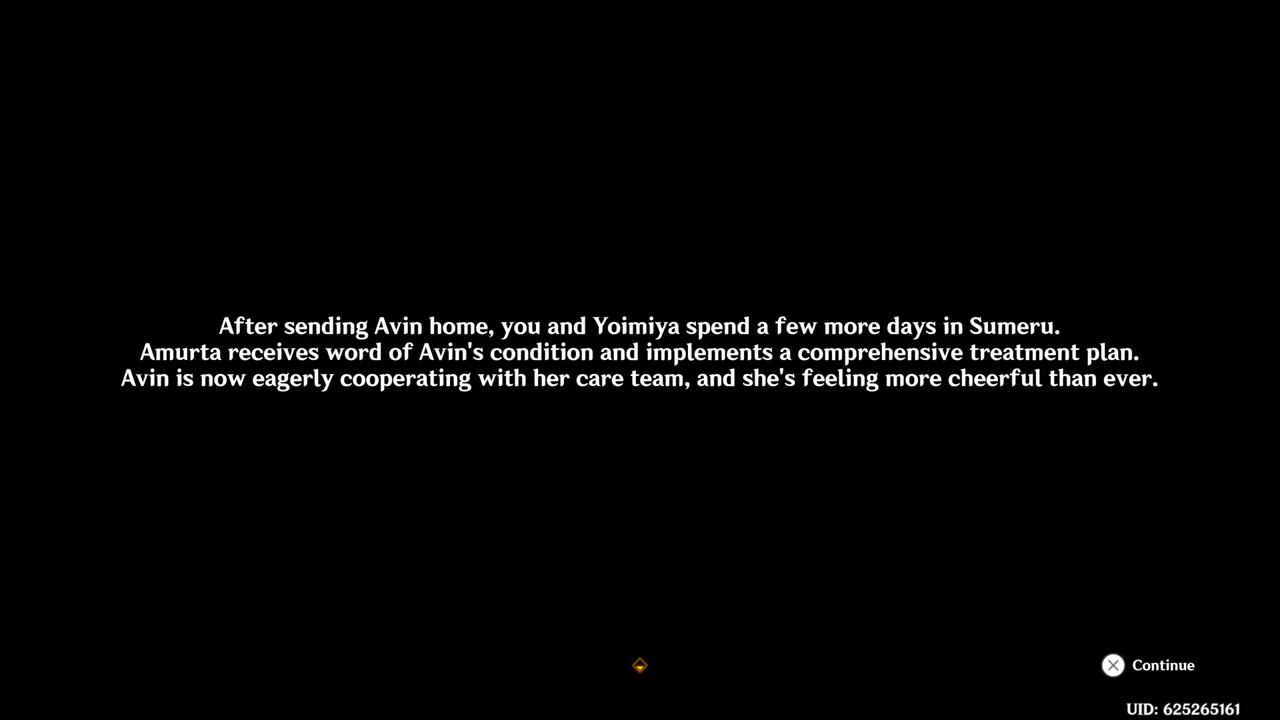 After sending Avin home, you and Yoimiya spend a few more days in Sumeru.
Amurta receives word of Avin's condition and implements a comprehensive treatment plan.
Avin is now eagerly cooperating with her care team, and she's feeling more cheerful than ever.
Continue
UID: 625265161